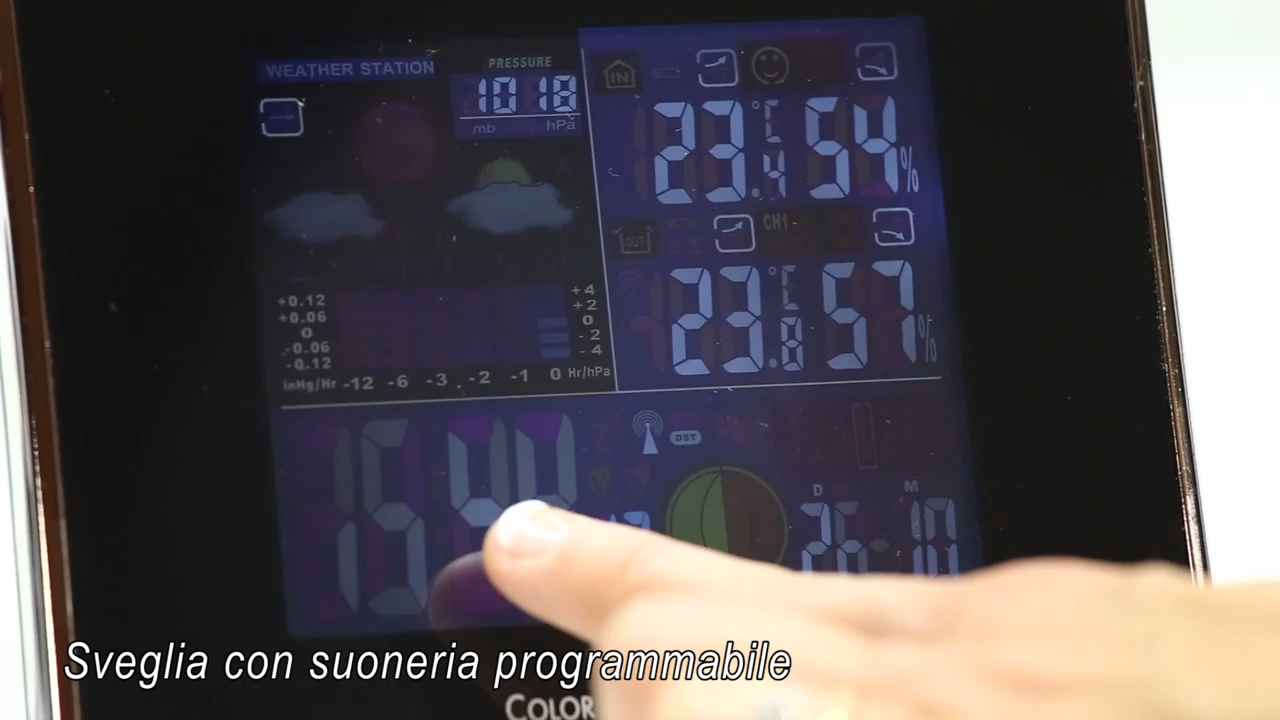 WEATHER STATION
PRESSURE
1018
mb hPa
IN
23.4 °C 54 %
OUT
CH1
23.8 °C 57 %
+0.12
+0.06
0
-0.06
-0.12
inHg/Hr -12 -6 -3 -2 -1 0 Hr/hPa
+4
+2
0
-2
-4
DST
D M
26-10
Sveglia con suoneria programmabile
COLOR